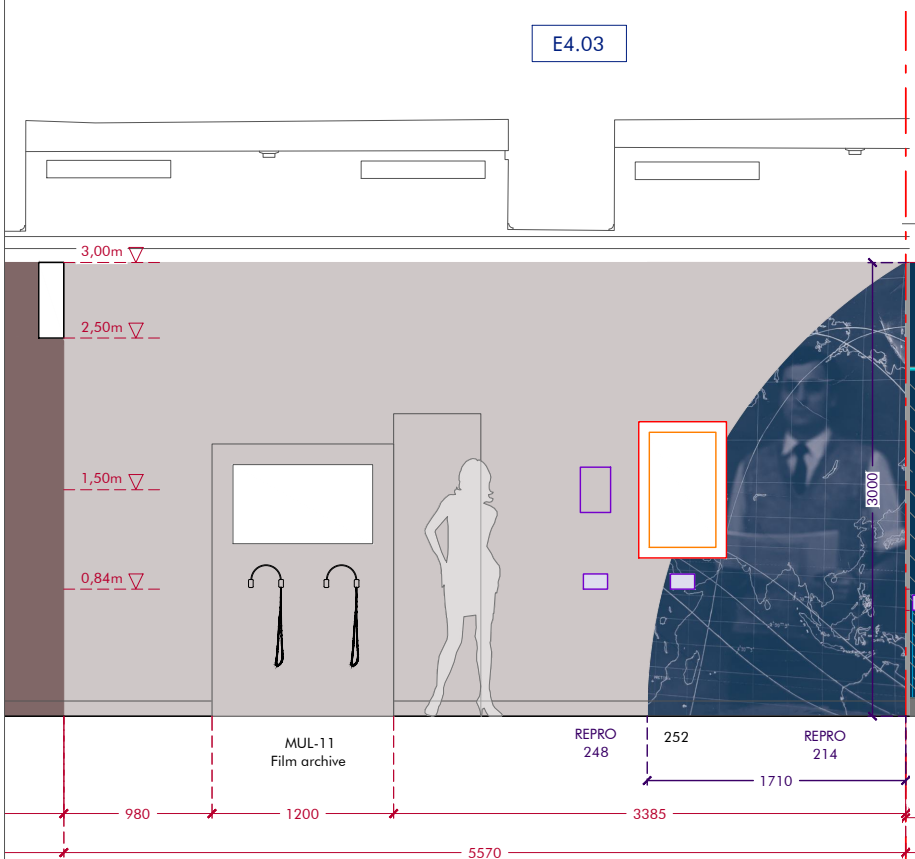 E4.03
3,00m
2,50m
1,50m
3000
0,84m
MUL-11
Film archive
REPRO
248
252
REPRO
214
1710
980
1200
3385
5570